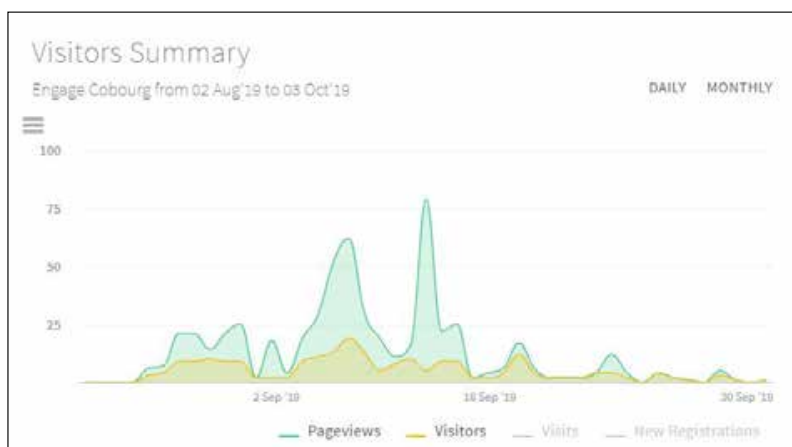 Visitors Summary
Engage Cobourg from 02 Aug'19 to 03 Oct'19
DAILY MONTHLY
100
75
50
25
2 Sep '19
16 Sep '19
30 Sep '19
Pageviews Visitors Visits New Registrations